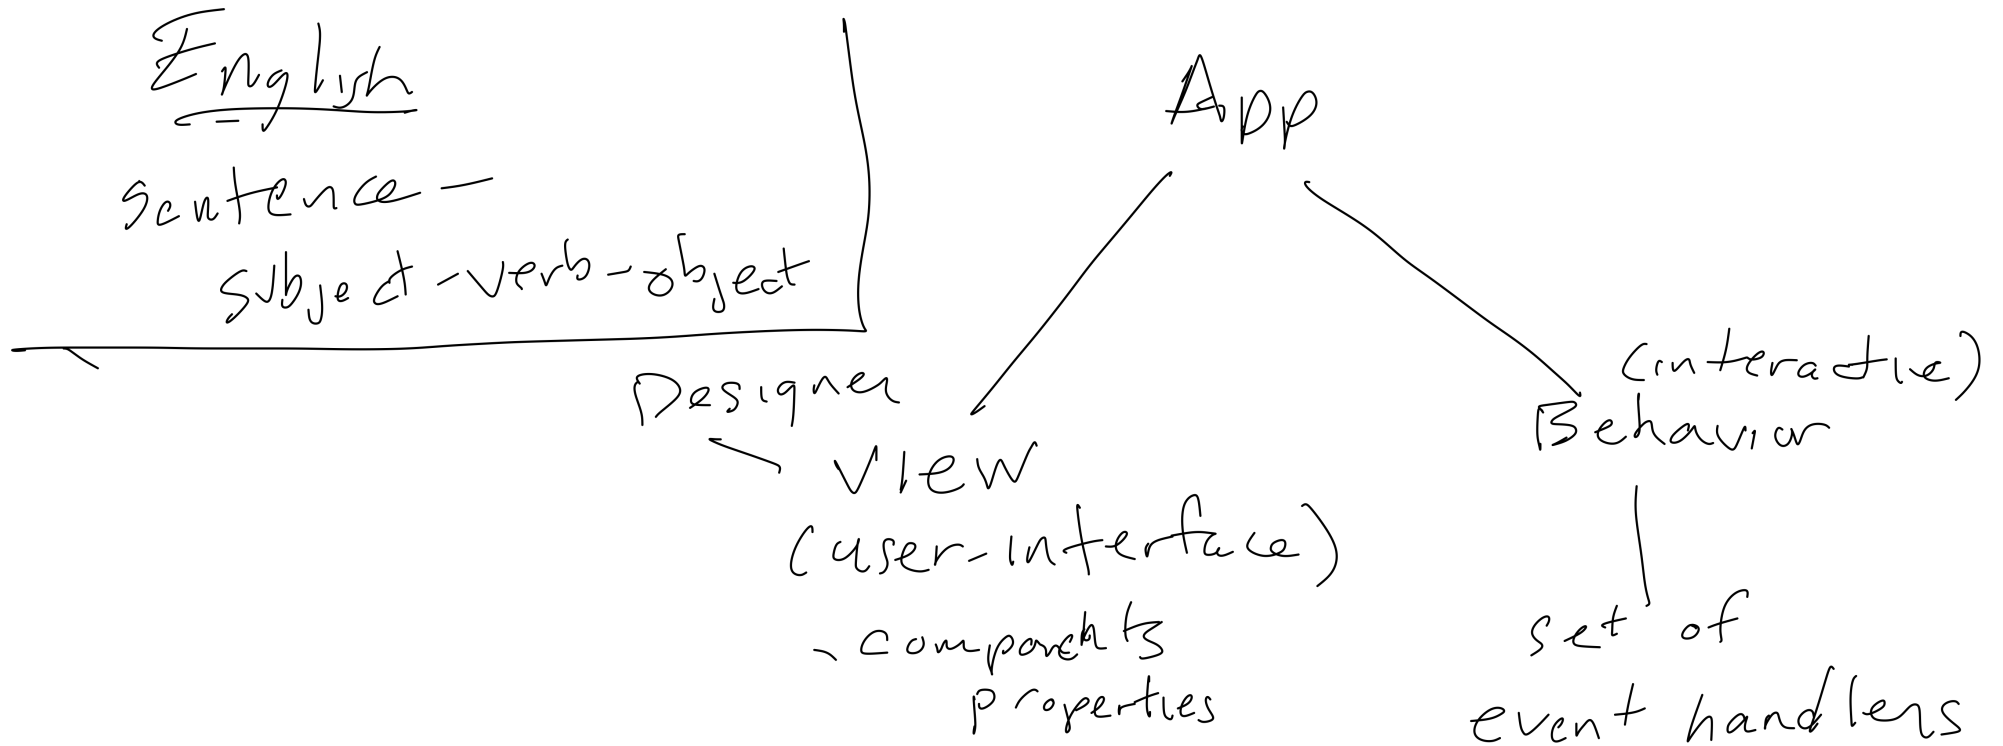 English
sentence -
subject - verb - object
App
Designer
View
(user-interface)
components
properties
(interactive)
Behavior
set of
event handlers